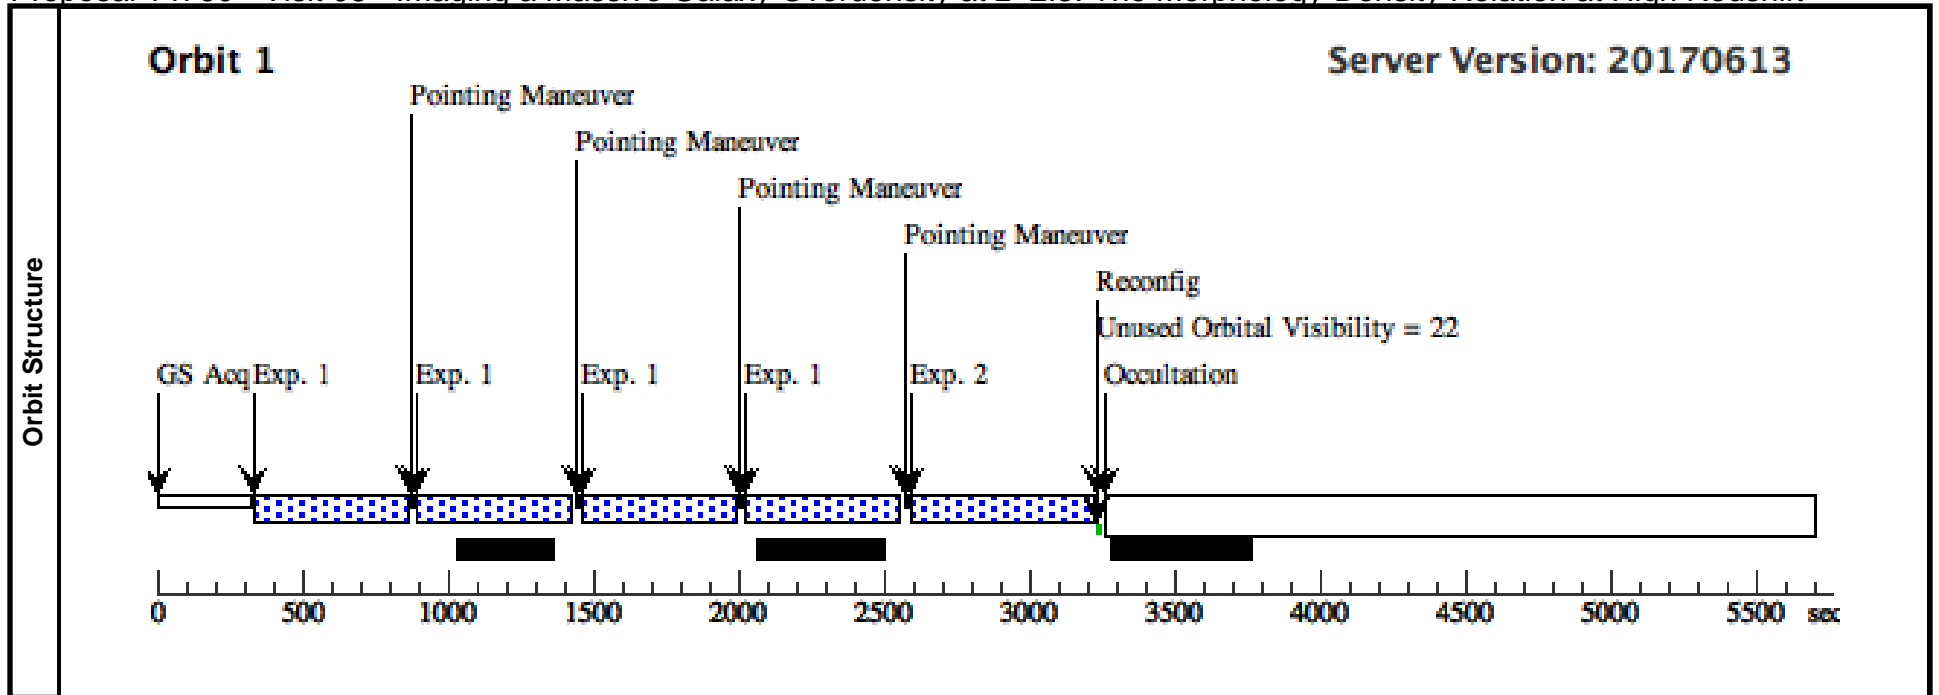 Orbit 1
Server Version: 20170613
Pointing Maneuver
Pointing Maneuver
Pointing Maneuver
Pointing Maneuver
Reconfig
Unused Orbital Visibility = 22
GS Acq Exp. 1 Exp. 1 Exp. 1 Exp. 1 Exp. 2 Occultation
Orbit Structure
0 500 1000 1500 2000 2500 3000 3500 4000 4500 5000 5500 sec